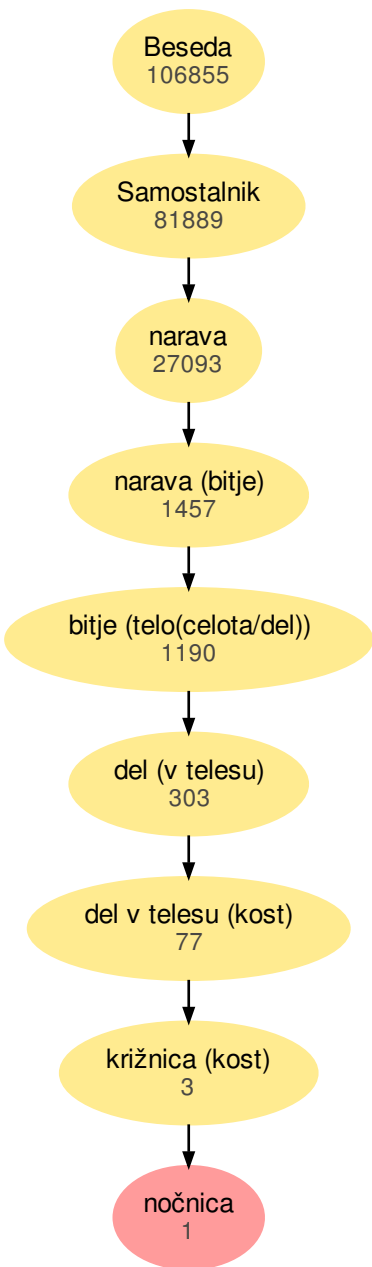 Beseda
106855
Samostalnik
81889
narava
27093
narava (bitje)
1457
bitje (telo(celota/del))
1190
del (v telesu)
303
del v telesu (kost)
77
križnica (kost)
3
nočnica
1